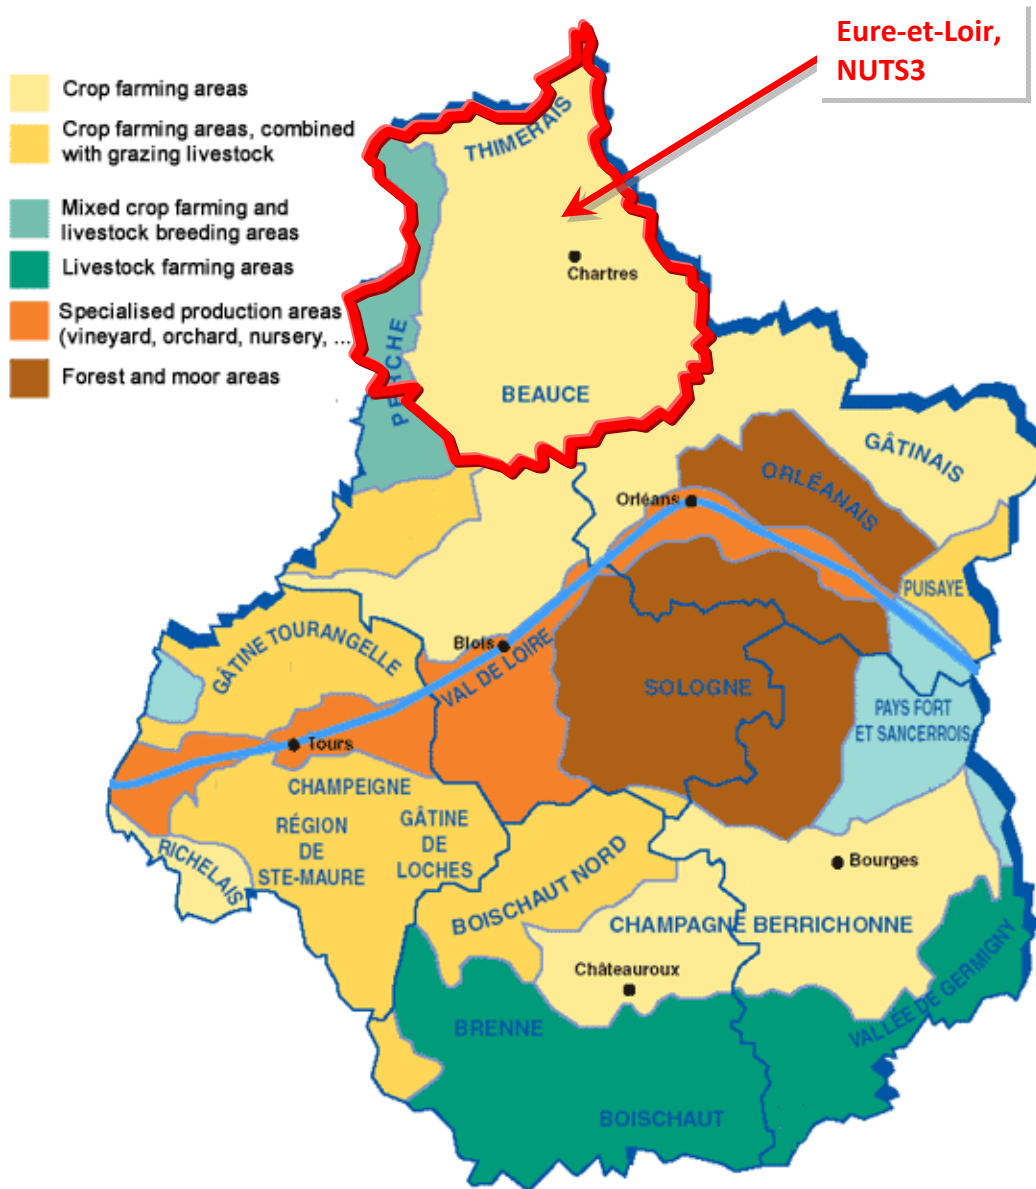 Eure-et-Loir,
NUTS3
Crop farming areas
Crop farming areas, combined
with grazing livestock
Mixed crop farming and
livestock breeding areas
Livestock farming areas
Specialised production areas
(vineyard, orchard, nursery, ...
Forest and moor areas
THIMERAIS
Chartres
PERCHE
BEAUCE
GÂTINAIS
ORLÉANAIS
Orléans
PUISAYE
Blois
VAL DE LOIRE
GÂTINE TOURANGELLE
SOLOGNE
PAYS FORT
ET SANCERROIS
Tours
CHAMPEIGNE
RÉGION
DE
STE-MAURE
GÂTINE
DE
LOCHES
RICHELAIS
BOISCHAUT NORD
Bourges
CHAMPAGNE BERRICHONNE
Châteauroux
BRENNE
VALLÉE DE GERMIGNY
BOISCHAUT